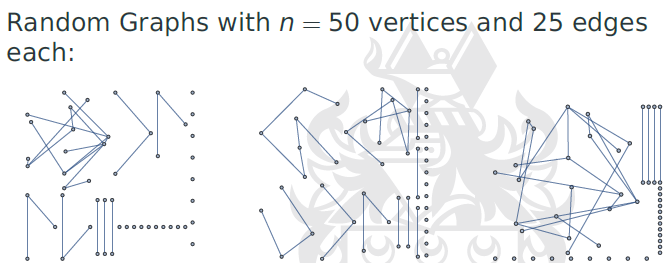 Random Graphs with n = 50 vertices and 25 edges
each: